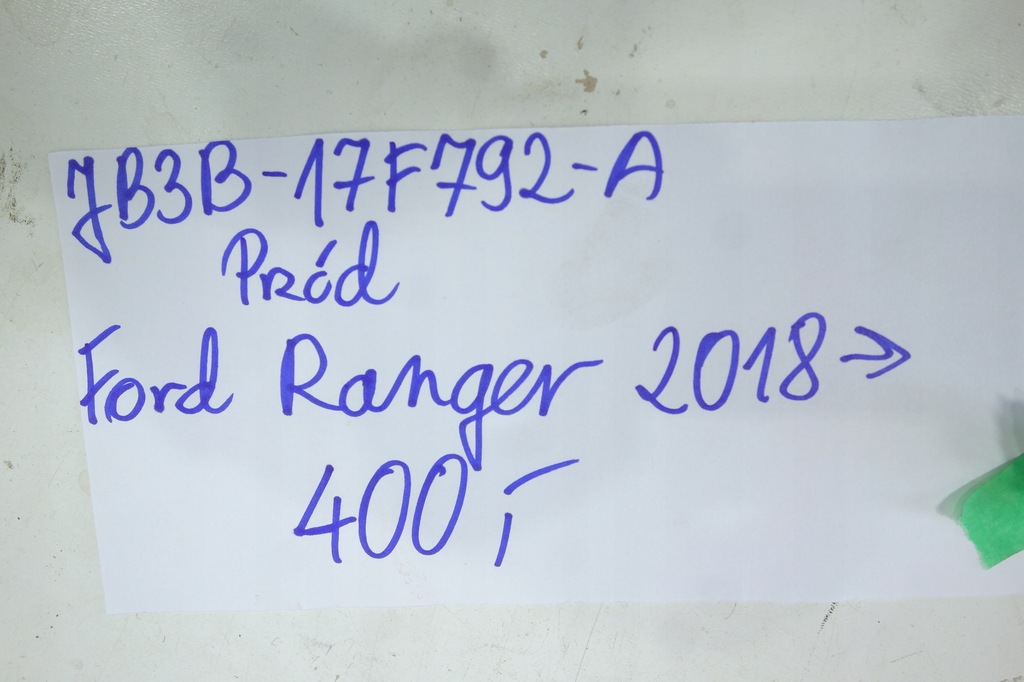 JB3B-17F792-A
Przód
Ford Ranger 2018->
400,-